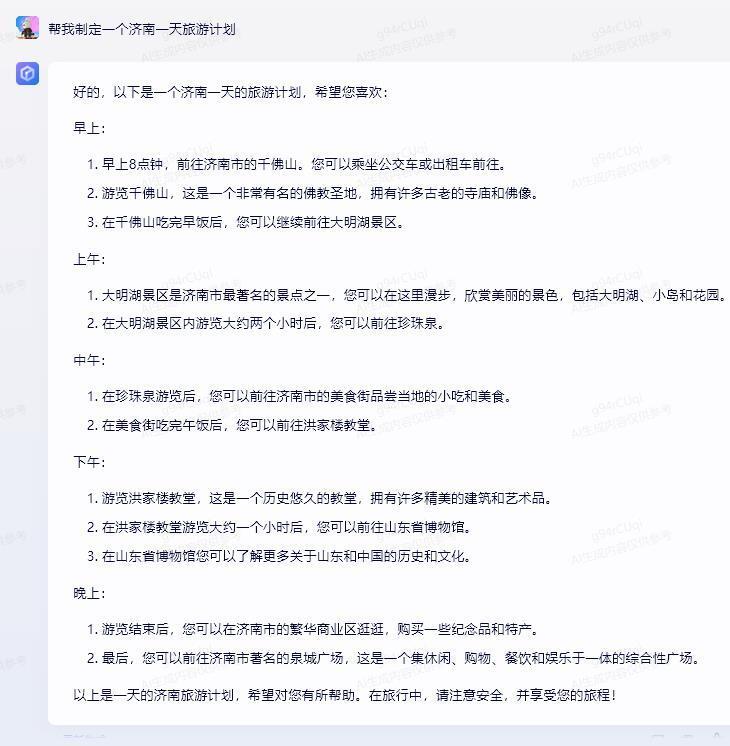 帮我制定一个济南一天旅游计划
好的，以下是一个济南一天的旅游计划，希望您喜欢：
早上：
1. 早上8点钟，前往济南市的千佛山。您可以乘坐公交车或出租车前往。
2. 游览千佛山，这是一个非常有名的佛教圣地，拥有许多古老的寺庙和佛像。
3. 在千佛山吃完早饭后，您可以继续前往大明湖景区。
上午：
1. 大明湖景区是济南市最著名的景点之一，您可以在这里漫步，欣赏美丽的景色，包括大明湖、小鸟和花园。
2. 在大明湖景区内游览大约两个小时后，您可以前往珍珠泉。
中午：
1. 在珍珠泉游览后，您可以前往济南市的美食街品尝当地的小吃和美食。
2. 在美食街吃完午饭后，您可以前往洪家楼教堂。
下午：
1. 游览洪家楼教堂，这是一个历史悠久的教堂，拥有许多精美的建筑和艺术品。
2. 在洪家楼教堂游览大约一个小时后，您可以前往山东省博物馆。
3. 在山东省博物馆您可以了解更多关于山东和中国的历史和文化。
晚上：
1. 游览结束后，您可以在济南市的繁华商业区逛逛，购买一些纪念品和特产。
2. 最后，您可以前往济南市著名的泉城广场，这是一个集休闲、购物、餐饮和娱乐于一体的综合性广场。
以上是一天的济南旅游计划，希望对您有所帮助。在旅行中，请注意安全，并享受您的旅程！